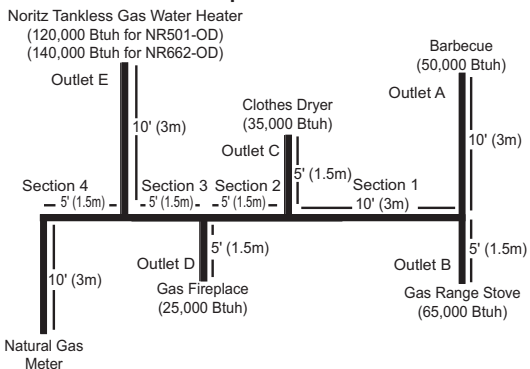 Noritz Tankless Gas Water Heater
(120,000 Btuh for NR501-OD)
(140,000 Btuh for NR662-OD)
Outlet E
10' (3m)
Barbecue
(50,000 Btuh)
Outlet A
10' (3m)
Clothes Dryer
(35,000 Btuh)
Outlet C
5' (1.5m)
Section 4
5' (1.5m)
Section 3
5' (1.5m)
Section 2
5' (1.5m)
Section 1
10' (3m)
10' (3m)
Outlet D
5' (1.5m)
Gas Fireplace
(25,000 Btuh)
Outlet B
5' (1.5m)
Gas Range Stove
(65,000 Btuh)
Natural Gas
Meter